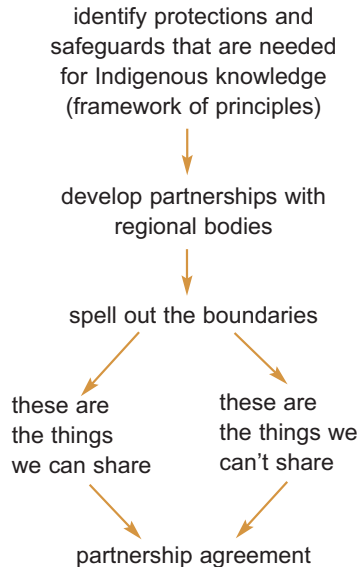 identify protections and
safeguards that are needed
for Indigenous knowledge
(framework of principles)
develop partnerships with
regional bodies
spell out the boundaries
these are
the things
we can share
these are
the things we
can't share
partnership agreement